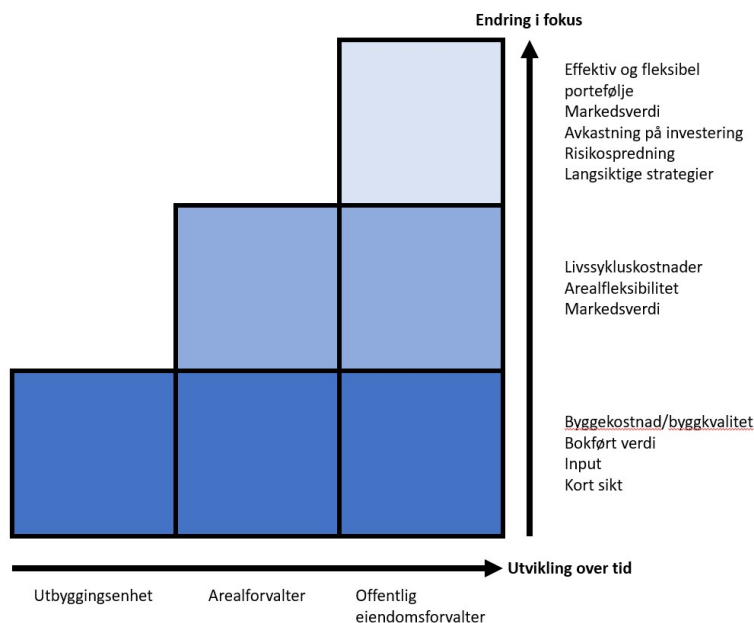 Endring i fokus
Effektiv og fleksibel
portefølje
Markedsverdi
Avkastning på investering
Risikospredning
Langsiktige strategier
Livssykluskostnader
Arealfleksibilitet
Markedsverdi
Byggekostnad/byggkvalitet
Bokført verdi
Input
Kort sikt
Utvikling over tid
Utbyggingsenhet
Arealforvalter
Offentlig
eiendomsforvalter